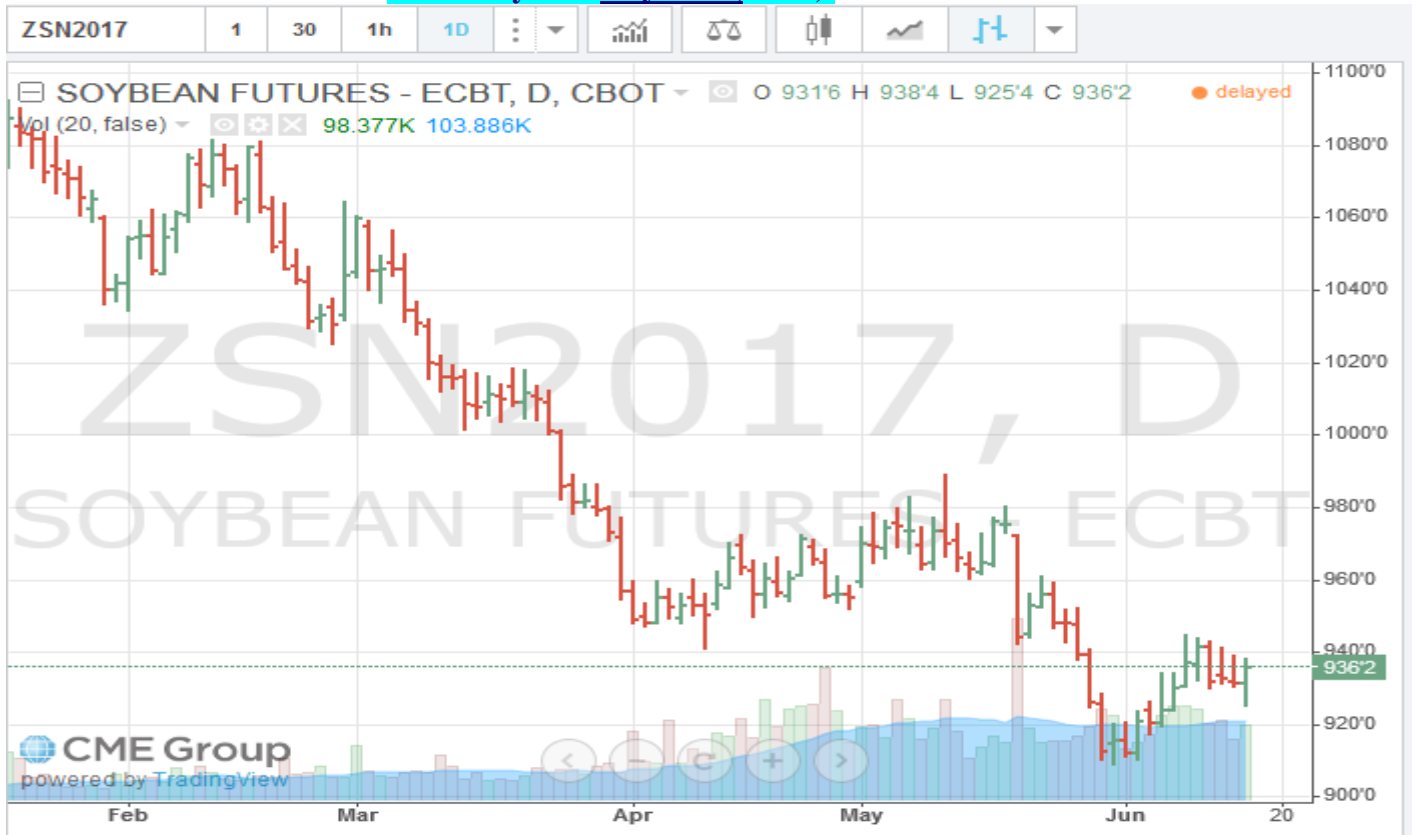 ZSN2017 1 30 1h 1D
SOYBEAN FUTURES - ECBT, D, CBOT O 931'6 H 938'4 L 925'4 C 936'2 delayed
Vol (20, false) 98.377K 103.886K
1100'0
1080'0
1060'0
1040'0
1020'0
1000'0
980'0
960'0
940'0
936'2
920'0
900'0
ZSN2017, D
SOYBEAN FUTURES - ECBT
CME Group
powered by TradingView
Feb Mar Apr May Jun 20